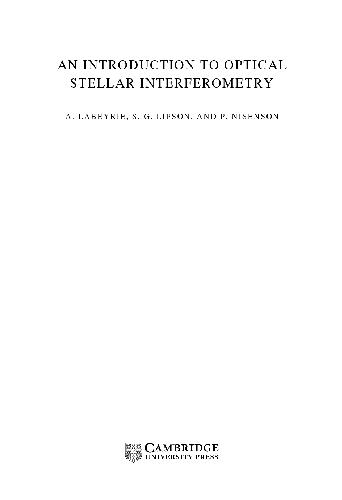 AN INTRODUCTION TO OPTICAL
STELLAR INTERFEROMETRY
A. LABEYRIE, S. G. LIPSON, AND P. NISENSON
CAMBRIDGE
UNIVERSITY PRESS